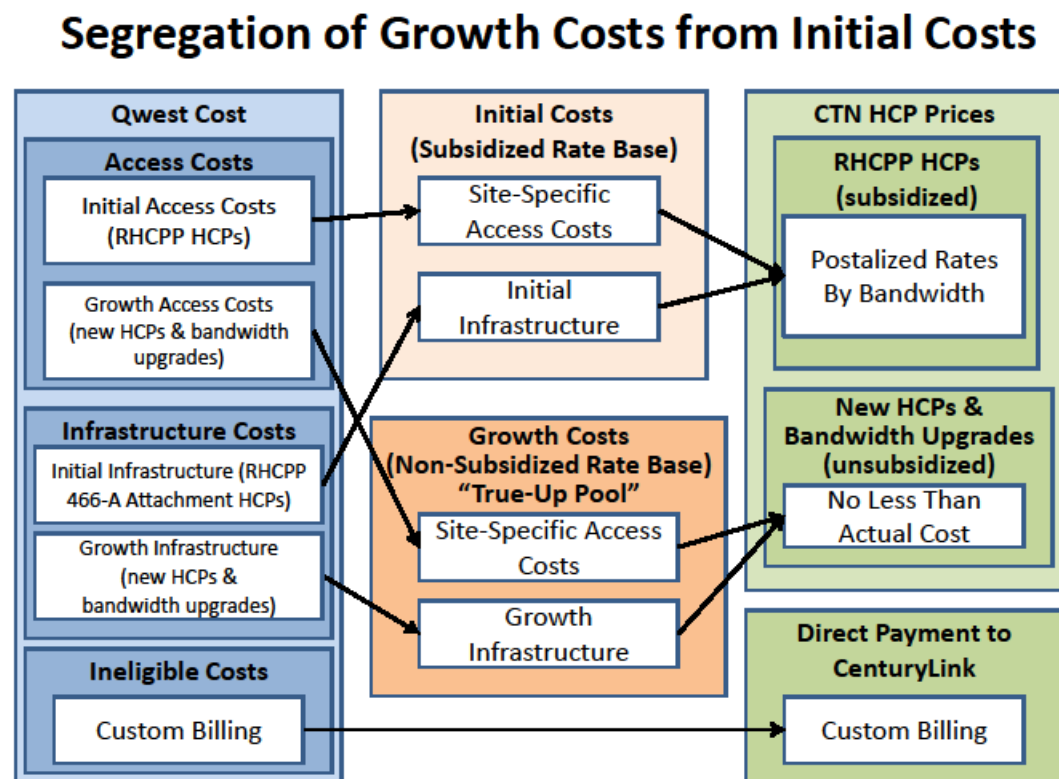 Segregation of Growth Costs from Initial Costs
Qwest Cost
Access Costs
Initial Access Costs
(RHCPP HCPs)
Growth Access Costs
(new HCPs & bandwidth
upgrades)
Infrastructure Costs
Initial Infrastructure (RHCPP
466-A Attachment HCPs)
Growth Infrastructure
(new HCPs &
bandwidth upgrades)
Ineligible Costs
Custom Billing
Initial Costs
(Subsidized Rate Base)
Site-Specific
Access Costs
Initial
Infrastructure
Growth Costs
(Non-Subsidized Rate Base)
“True-Up Pool”
Site-Specific Access
Costs
Growth
Infrastructure
CTN HCP Prices
RHCPP HCPs
(subsidized)
Postalized Rates
By Bandwidth
New HCPs &
Bandwidth Upgrades
(unsubsidized)
No Less Than
Actual Cost
Direct Payment to
CenturyLink
Custom Billing